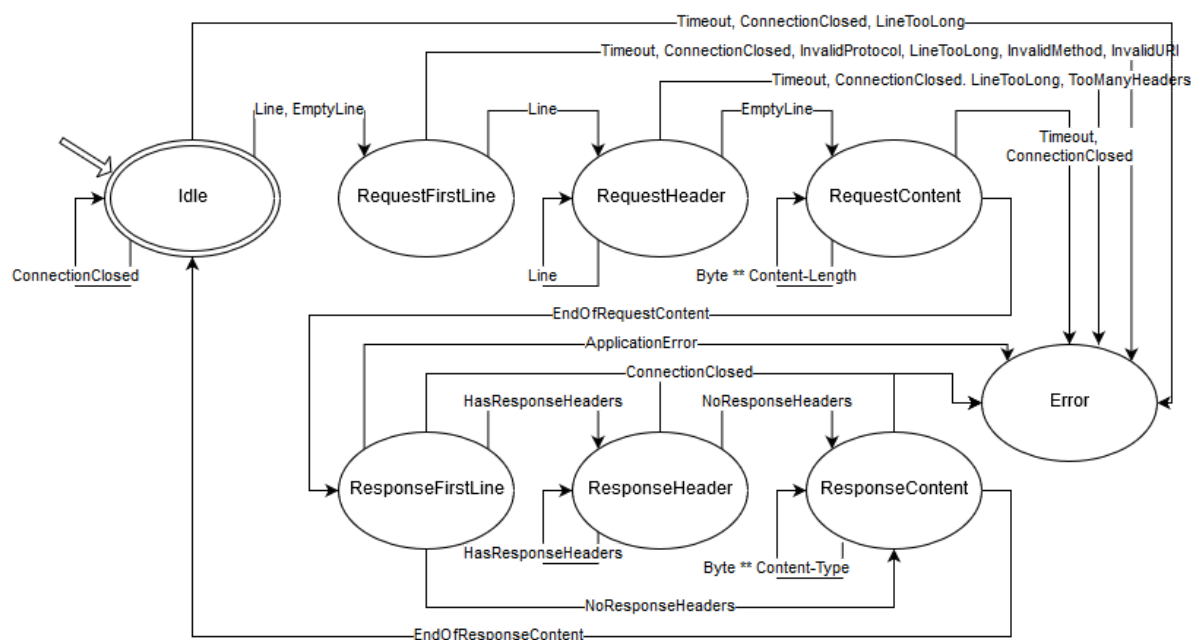 Timeout, ConnectionClosed, LineTooLong
Timeout, ConnectionClosed, InvalidProtocol, LineTooLong, InvalidMethod, InvalidURI
Timeout, ConnectionClosed. LineTooLong, TooManyHeaders
Line, EmptyLine
Line
EmptyLine
Timeout,
ConnectionClosed
Idle
RequestFirstLine
RequestHeader
RequestContent
ConnectionClosed
Line
Byte ** Content-Length
EndOfRequestContent
ApplicationError
ConnectionClosed
HasResponseHeaders
NoResponseHeaders
Error
ResponseFirstLine
ResponseHeader
ResponseContent
HasResponseHeaders
Byte ** Content-Type
NoResponseHeaders
EndOfResponseContent